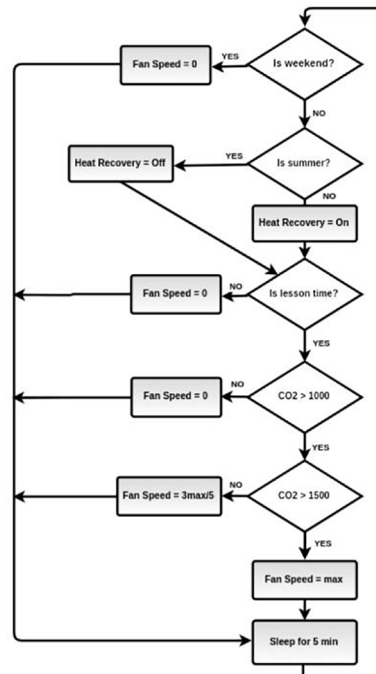 Is weekend?
YES
Fan Speed = 0
NO
Is summer?
YES
Heat Recovery = Off
NO
Heat Recovery = On
Is lesson time?
NO
Fan Speed = 0
YES
CO2 > 1000
NO
Fan Speed = 0
YES
CO2 > 1500
NO
Fan Speed = 3max/5
YES
Fan Speed = max
Sleep for 5 min